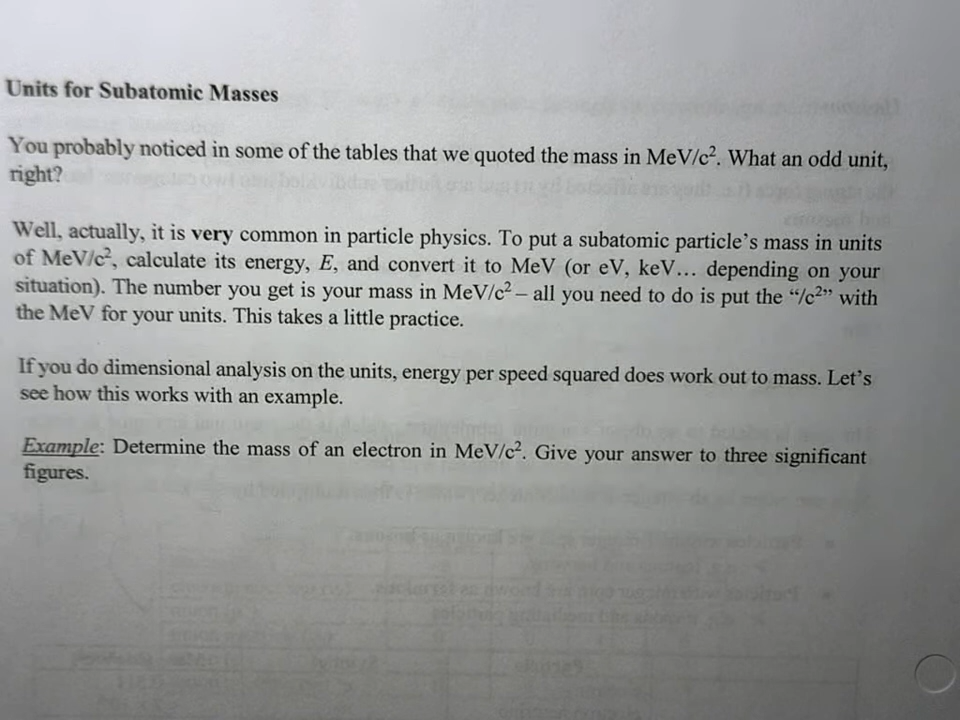 Units for Subatomic Masses
You probably noticed in some of the tables that we quoted the mass in MeV/c². What an odd unit,
right?
Well, actually, it is very common in particle physics. To put a subatomic particle's mass in units
of MeV/c², calculate its energy, E, and convert it to MeV (or eV, keV… depending on your
situation). The number you get is your mass in MeV/c² – all you need to do is put the “/c²” with
the MeV for your units. This takes a little practice.
If you do dimensional analysis on the units, energy per speed squared does work out to mass. Let's
see how this works with an example.
Example: Determine the mass of an electron in MeV/c². Give your answer to three significant
figures.